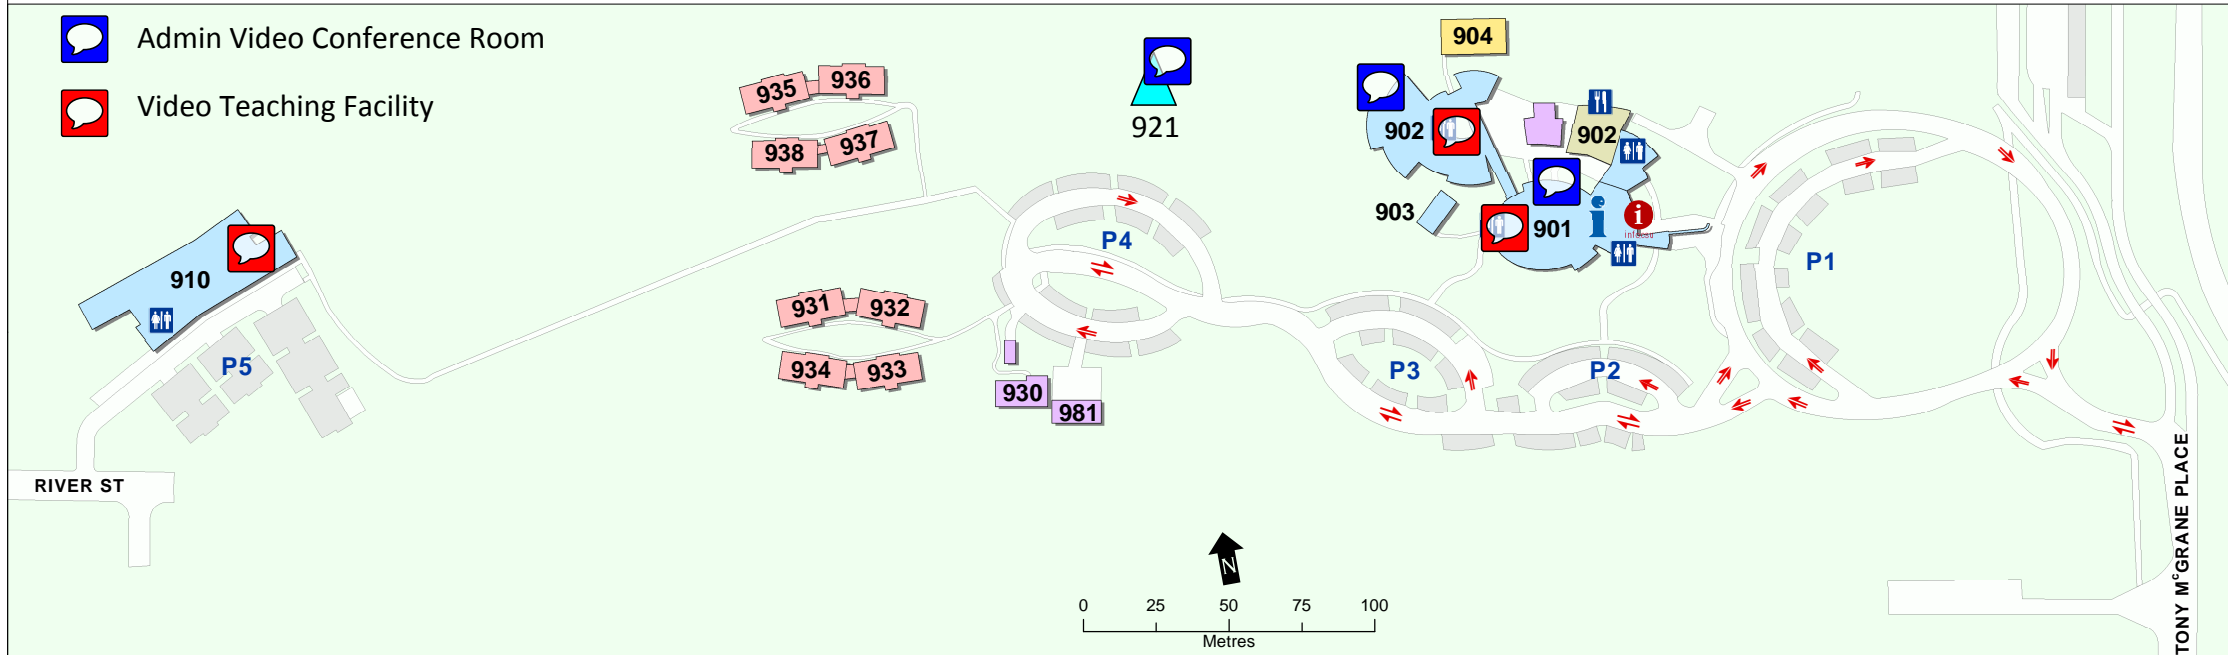 Admin Video Conference Room
Video Teaching Facility
904
935
936
921
902
902
938
937
903
901
i
P4
P1
910
931
932
P5
934
933
P3
P2
930
981
RIVER ST
TONY McGRANE PLACE
N
0 25 50 75 100
Metres